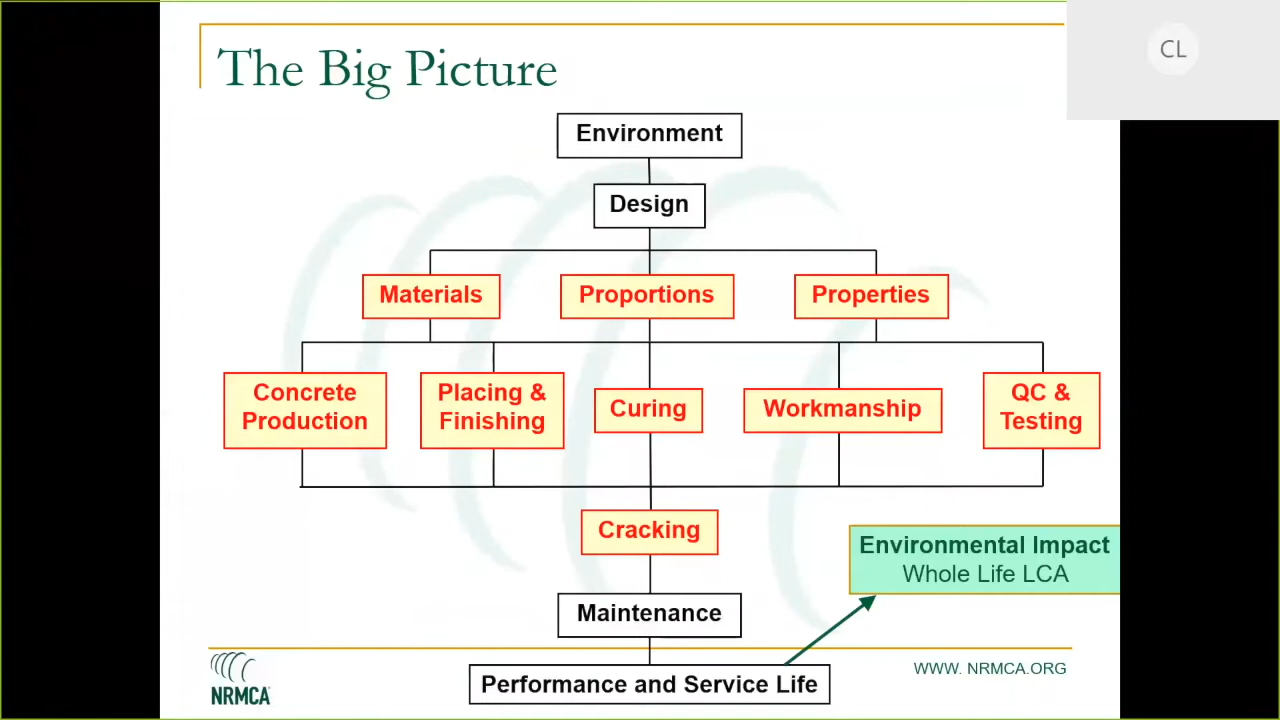 The Big Picture
CL
Environment
Design
Materials
Proportions
Properties
Concrete
Production
Placing &
Finishing
Curing
Workmanship
QC &
Testing
Cracking
Environmental Impact
Whole Life LCA
Maintenance
Performance and Service Life
NRMCA
WWW. NRMCA.ORG